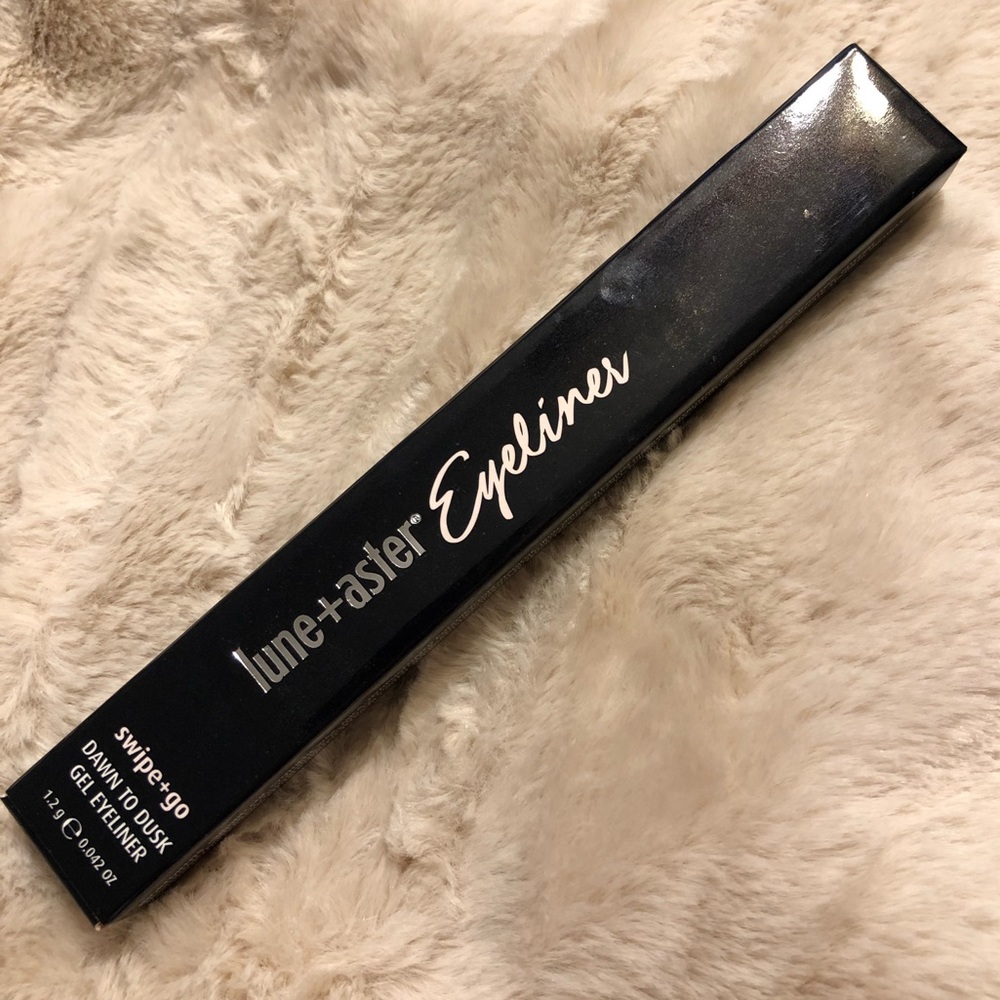 lune+aster® Eyeliner
swipe+go
DAWN TO DUSK
GEL EYELINER
1.2 g ℮ 0.042 OZ